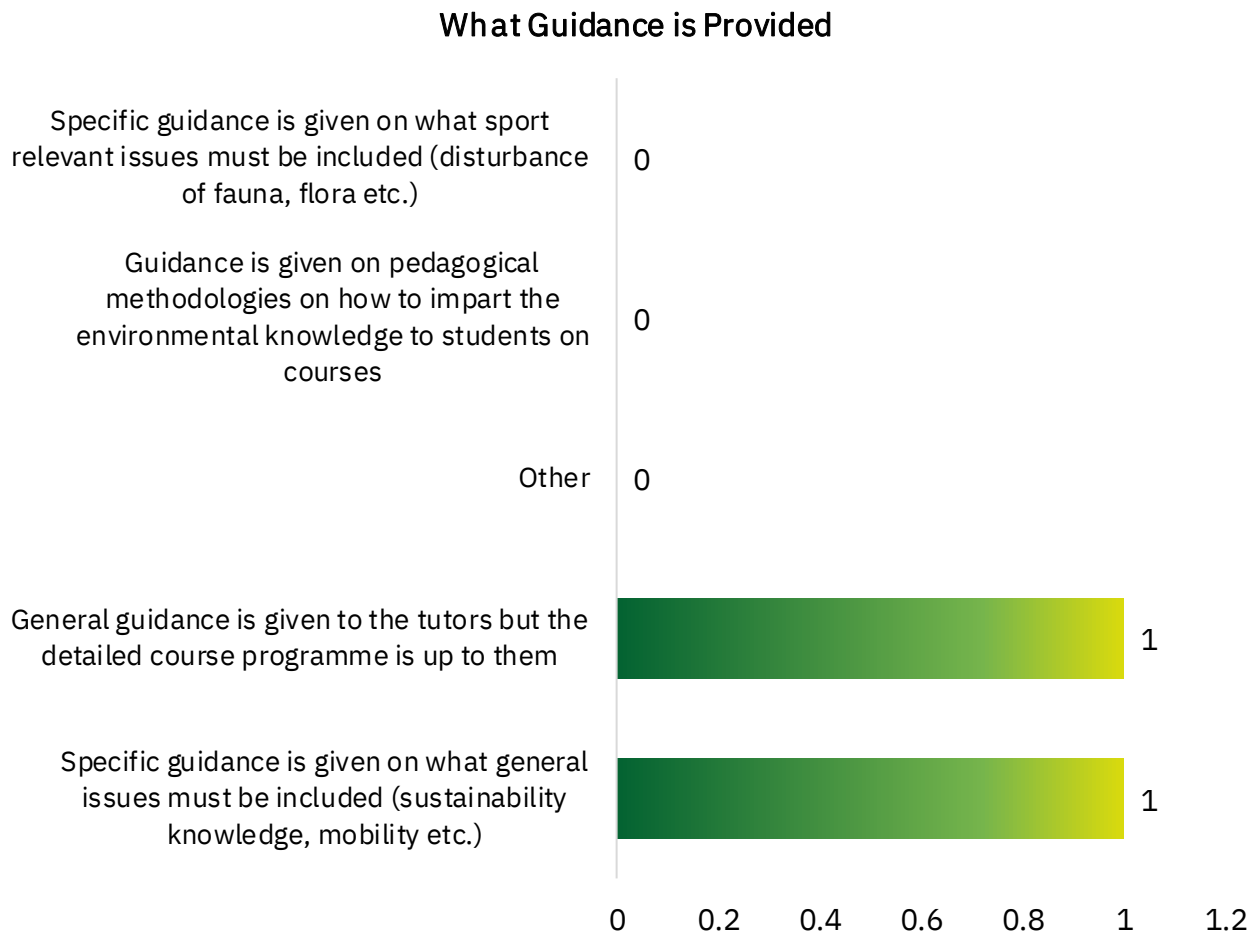 What Guidance is Provided
Specific guidance is given on what sport
relevant issues must be included (disturbance
of fauna, flora etc.)
0
Guidance is given on pedagogical
methodologies on how to impart the
environmental knowledge to students on
courses
0
Other
0
General guidance is given to the tutors but the
detailed course programme is up to them
1
Specific guidance is given on what general
issues must be included (sustainability
knowledge, mobility etc.)
1
0 0.2 0.4 0.6 0.8 1 1.2